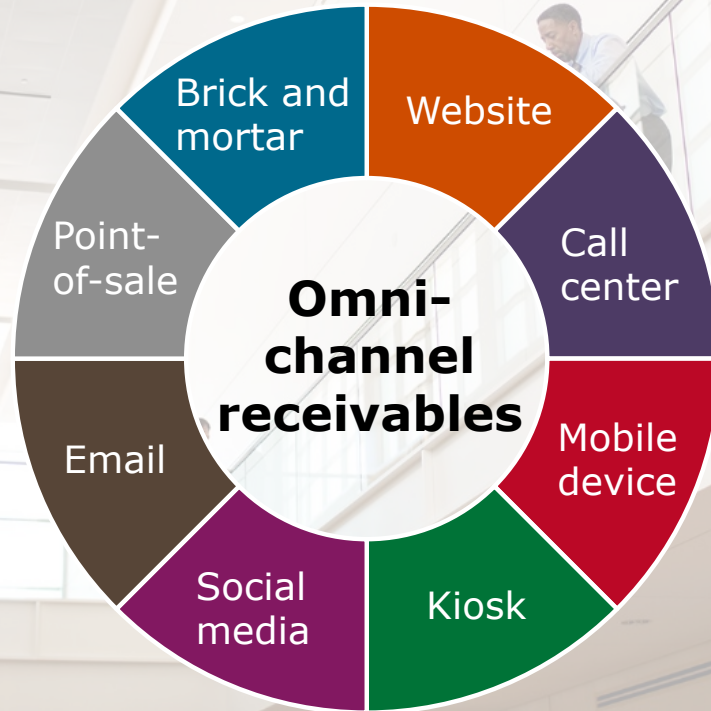 Omni-
channel
receivables
Website
Call
center
Mobile
device
Kiosk
Social
media
Email
Point-
of-sale
Brick and
mortar